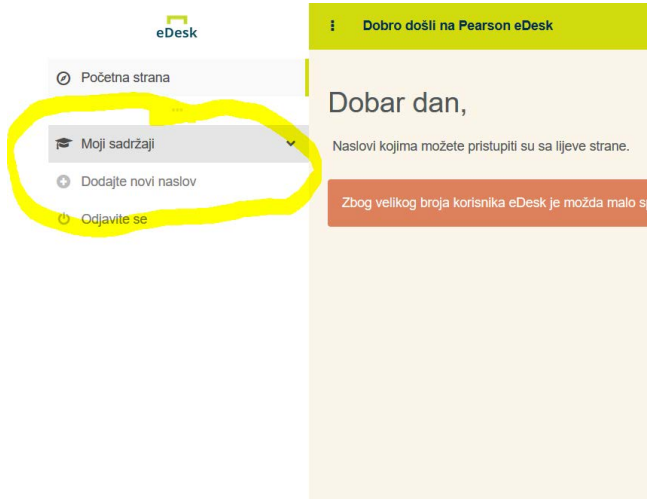 eDesk
Početna strana
...
Moji sadržaji
Dodajte novi naslov
Odjavite se
Dobro došli na Pearson eDesk
Dobar dan,
Naslovi kojima možete pristupiti su sa lijeve strane.
Zbog velikog broja korisnika eDesk je možda malo